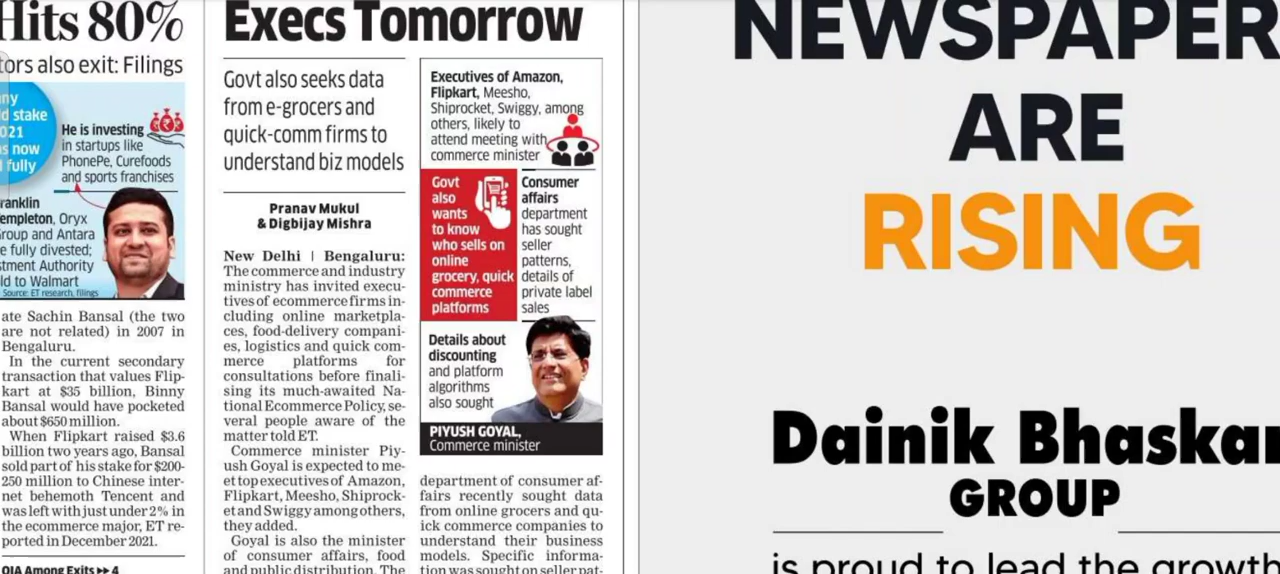 Hits 80%
tors also exit: Filings
ny
d stake
021
s now
fully
He is investing
in startups like
PhonePe, Curefoods
and sports franchises
ranklin
empleton, Oryx
Group and Antara
e fully divested;
stment Authority
ld to Walmart
Source: ET research, filings
ate Sachin Bansal (the two
are not related) in 2007 in
Bengaluru.
In the current secondary
transaction that values Flip-
kart at $35 billion, Binny
Bansal would have pocketed
about $650 million.
When Flipkart raised $3.6
billion two years ago, Bansal
sold part of his stake for $200-
250 million to Chinese inter-
net behemoth Tencent and
was left with just under 2% in
the ecommerce major, ET re-
ported in December 2021.
QIA Among Exits ▸▸ 4
Execs Tomorrow
Govt also seeks data
from e-grocers and
quick-comm firms to
understand biz models
Pranav Mukul
& Digbijay Mishra
New Delhi | Bengaluru:
The commerce and industry
ministry has invited execu-
tives of ecommerce firms in-
cluding online marketpla-
ces, food-delivery compani-
es, logistics and quick com-
merce platforms for
consultations before finali-
sing its much-awaited Na-
tional Ecommerce Policy, se-
veral people aware of the
matter told ET.
Commerce minister Piy-
ush Goyal is expected to me-
et top executives of Amazon,
Flipkart, Meesho, Shiprock-
et and Swiggy among others,
they added.
Goyal is also the minister
of consumer affairs, food
and public distribution. The
Executives of Amazon,
Flipkart, Meesho,
Shiprocket, Swiggy, among
others, likely to
attend meeting with
commerce minister
Govt
also
wants
to know
who sells on
online
grocery, quick
commerce
platforms
Consumer
affairs
department
has sought
seller
patterns,
details of
private label
sales
Details about
discounting
and platform
algorithms
also sought
PIYUSH GOYAL,
Commerce minister
department of consumer af-
fairs recently sought data
from online grocers and qu-
ick commerce companies to
understand their business
models. Specific informa-
tion was sought on seller pat-
NEWSPAPER
ARE
RISING
Dainik Bhaskar
GROUP
is proud to lead the growth